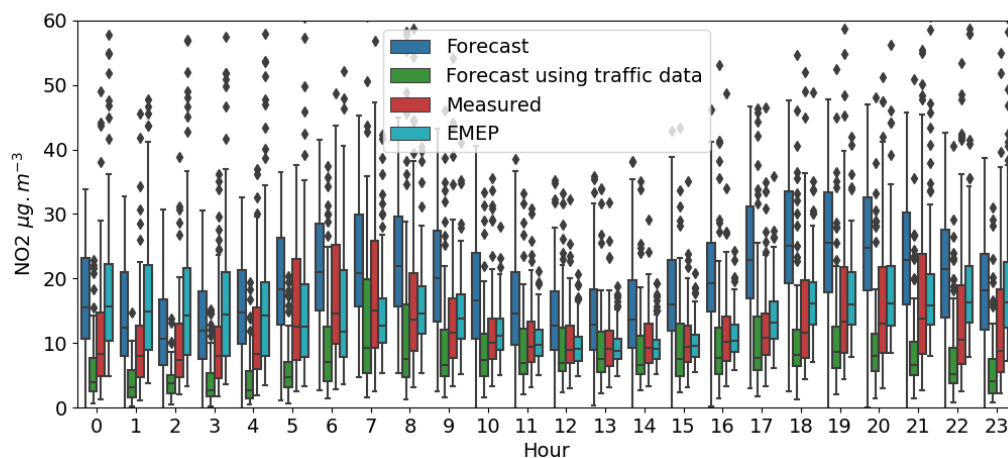 60
50
40
30
20
10
0
NO2 μg. m⁻³
Forecast
Forecast using traffic data
Measured
EMEP
0 1 2 3 4 5 6 7 8 9 10 11 12 13 14 15 16 17 18 19 20 21 22 23
Hour